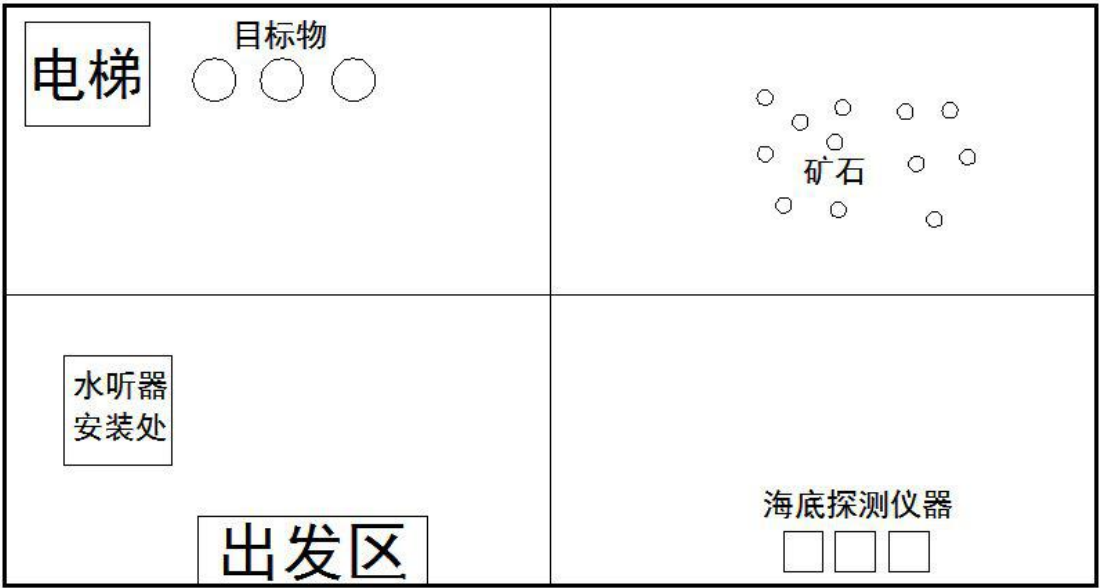 电梯
目标物
矿石
水听器
安装处
海底探测仪器
出发区